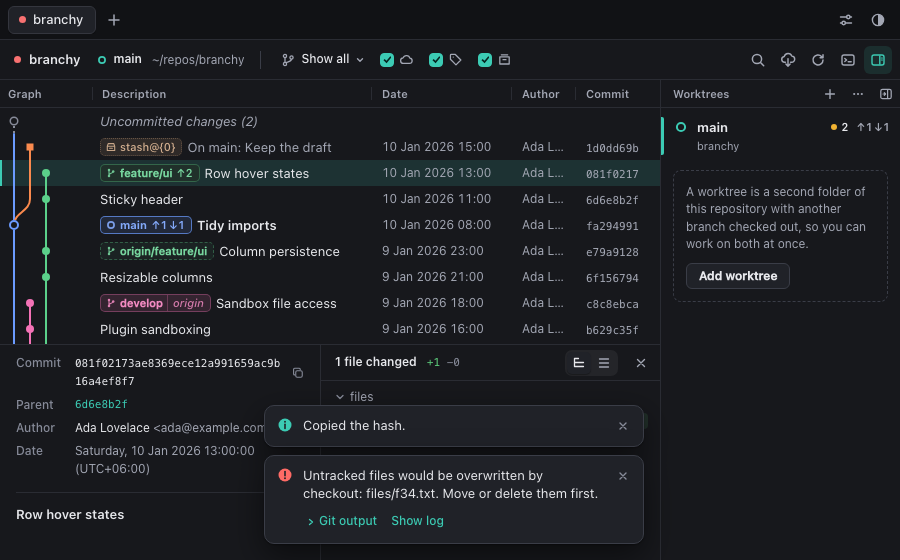 branchy
branchy main ~/repos/branchy Show all
Graph Description Date Author Commit Worktrees
Uncommitted changes (2)
stash@{0} On main: Keep the draft 10 Jan 2026 15:00 Ada L... 1d0dd69b
feature/ui ↑2 Row hover states 10 Jan 2026 13:00 Ada L... 081f0217
Sticky header 10 Jan 2026 11:00 Ada L... 6d6e8b2f
main ↑1↓1 Tidy imports 10 Jan 2026 08:00 Ada L... fa294991
origin/feature/ui Column persistence 9 Jan 2026 23:00 Ada L... e79a9128
Resizable columns 9 Jan 2026 21:00 Ada L... 6f156794
develop origin Sandbox file access 9 Jan 2026 18:00 Ada L... c8c8ebca
Plugin sandboxing 9 Jan 2026 16:00 Ada L... b629c35f
main 2 ↑1↓1
branchy
A worktree is a second folder of
this repository with another
branch checked out, so you can
work on both at once.
Add worktree
Commit 081f02173ae8369ece12a991659ac9b
16a4ef8f7
Parent 6d6e8b2f
Author Ada Lovelace <ada@example.com
Date Saturday, 10 Jan 2026 13:00:00
(UTC+06:00)
Row hover states
1 file changed +1 −0
files
Copied the hash.
Untracked files would be overwritten by
checkout: files/f34.txt. Move or delete them first.
Git output Show log